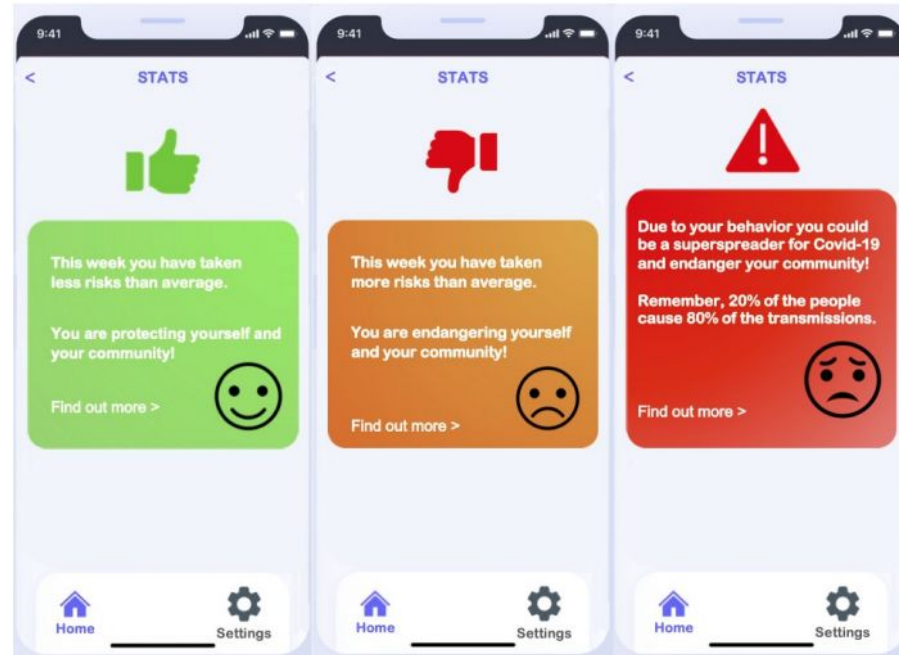 9:41
<
STATS
This week you have taken
less risks than average.
You are protecting yourself and
your community!
Find out more >
Home
Settings
9:41
<
STATS
This week you have taken
more risks than average.
You are endangering yourself
and your community!
Find out more >
Home
Settings
9:41
<
STATS
!
Due to your behavior you could
be a superspreader for Covid-19
and endanger your community!
Remember, 20% of the people
cause 80% of the transmissions.
Find out more >
Home
Settings